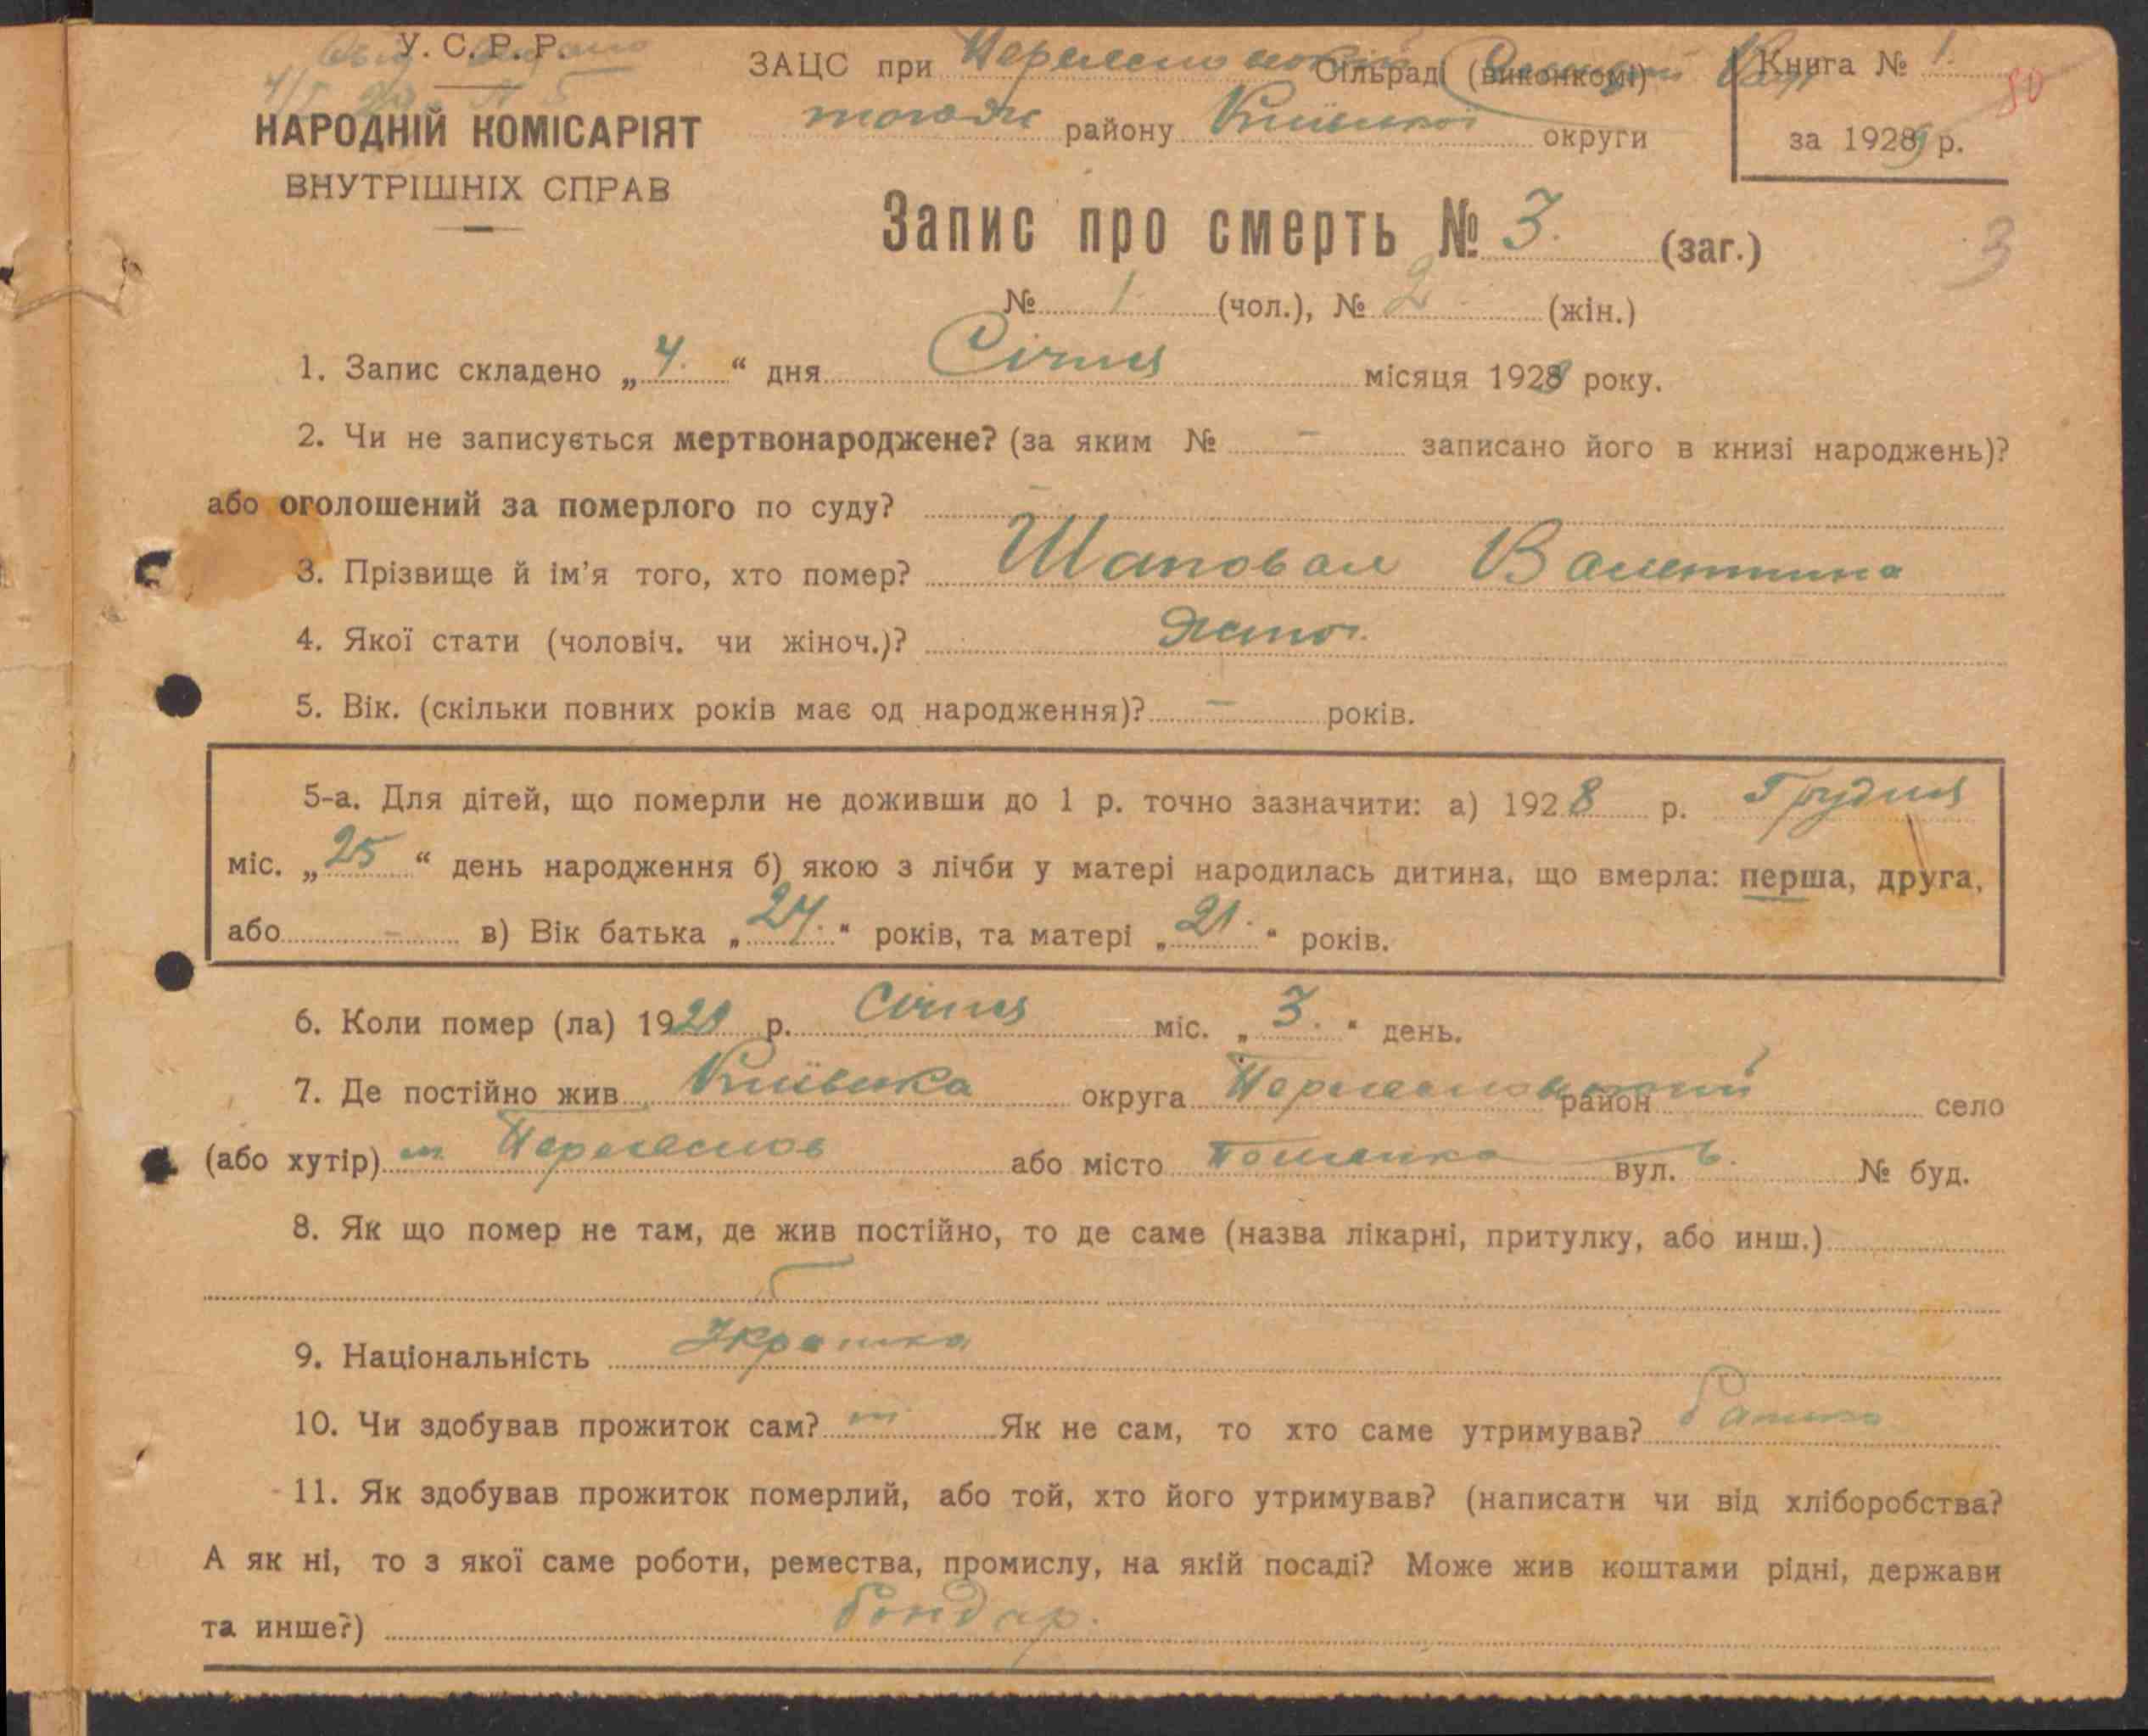 У. С. Р. Р.
ЗАЦС при Переяславській Сільраді (виконкомі)
Книга № 1.
80
НАРОДНІЙ КОМІСАРІЯТ
того ж району Київської округи
за 1929 р.
ВНУТРІШНІХ СПРАВ
Запис про смерть № 3. (заг.)
3
№ 1. (чол.), № 2. (жін.)
1. Запис складено „4.“ дня Січня місяця 1929 року.
2. Чи не записується мертвонароджене? (за яким № – записано його в книзі народжень)?
або оголошений за померлого по суду? –
3. Прізвище й ім'я того, хто помер? Шаповал Валентина
4. Якої стати (чоловіч. чи жіноч.)? жіноч.
5. Вік. (скільки повних років має од народження)? – років.
5-а. Для дітей, що померли не доживши до 1 р. точно зазначити: а) 1928 р. Грудня
міс. „25“ день народження б) якою з лічби у матері народилась дитина, що вмерла: перша, друга,
або – в) Вік батька „24.“ років, та матері „21.“ років.
6. Коли помер (ла) 1929 р. Січня міс. „3.“ день.
7. Де постійно жив Київська округа Переяславський район село
(або хутір) м. Переяслав або місто вул. № буд.
8. Як що помер не там, де жив постійно, то де саме (назва лікарні, притулку, або инш.)
9. Національність Українка
10. Чи здобував прожиток сам? ні Як не сам, то хто саме утримував? Батько
11. Як здобував прожиток померлий, або той, хто його утримував? (написати чи від хліборобства?
А як ні, то з якої саме роботи, ремества, промислу, на якій посаді? Може жив коштами рідні, держави
та инше?) бондар.